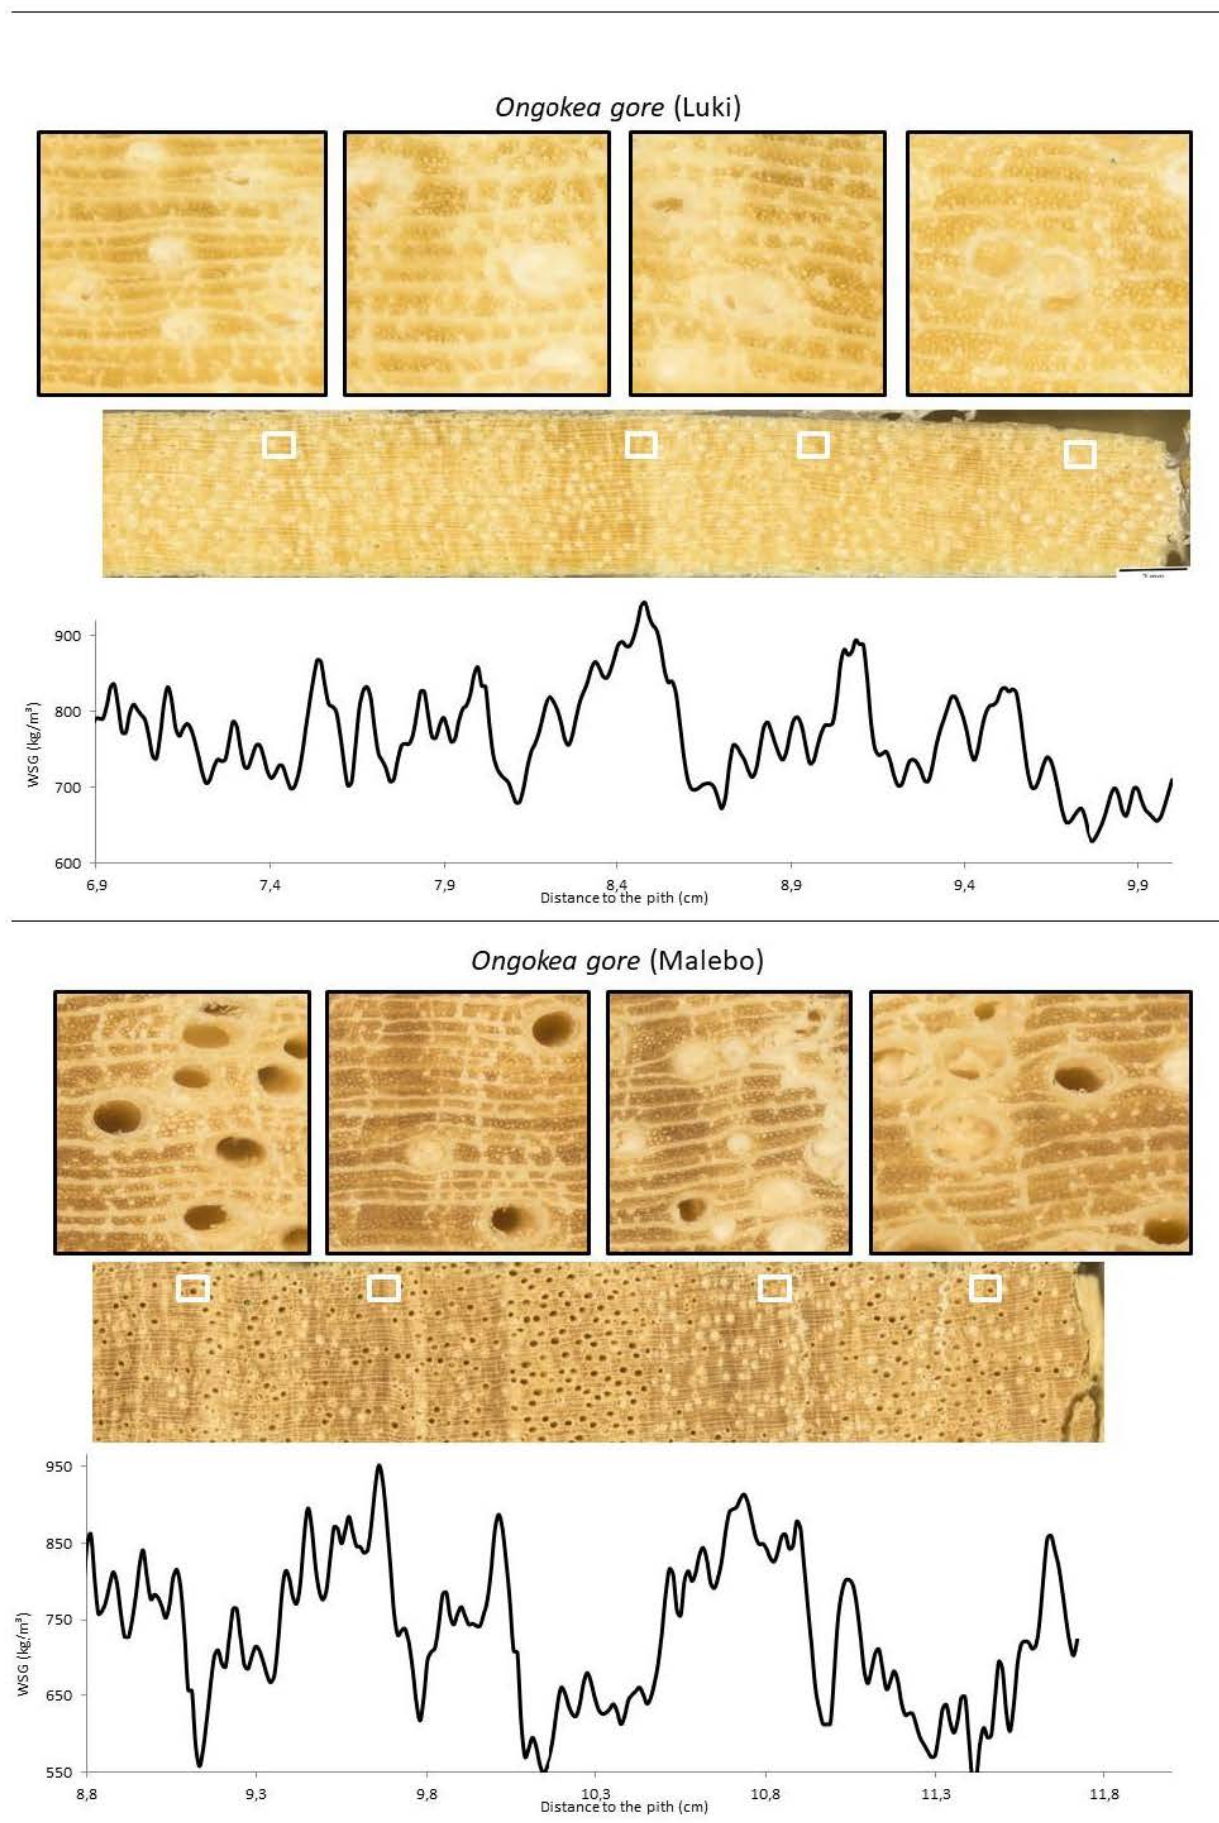 Ongokea gore (Luki)
900
800
WSG (kg/m³)
700
600
6,9 7,4 7,9 8,4 8,9 9,4 9,9
Distance to the pith (cm)
Ongokea gore (Malebo)
950
850
750
WSG (kg/m³)
650
550
8,8 9,3 9,8 10,3 10,8 11,3 11,8
Distance to the pith (cm)